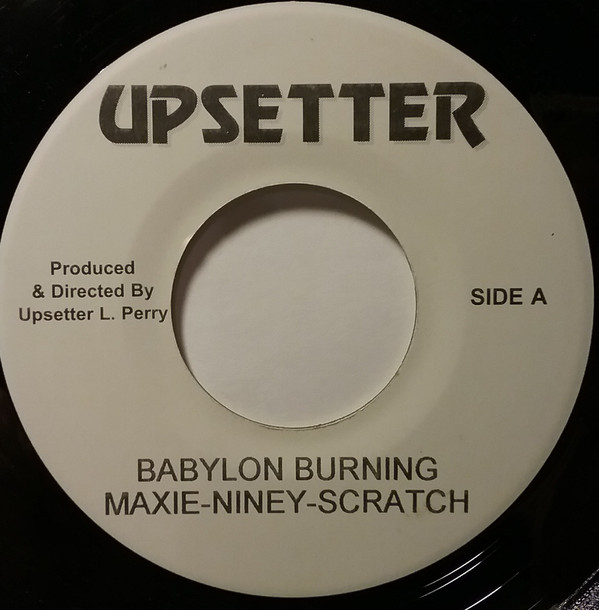 UPSETTER
Produced
& Directed By
Upsetter L. Perry
SIDE A
BABYLON BURNING
MAXIE-NINEY-SCRATCH